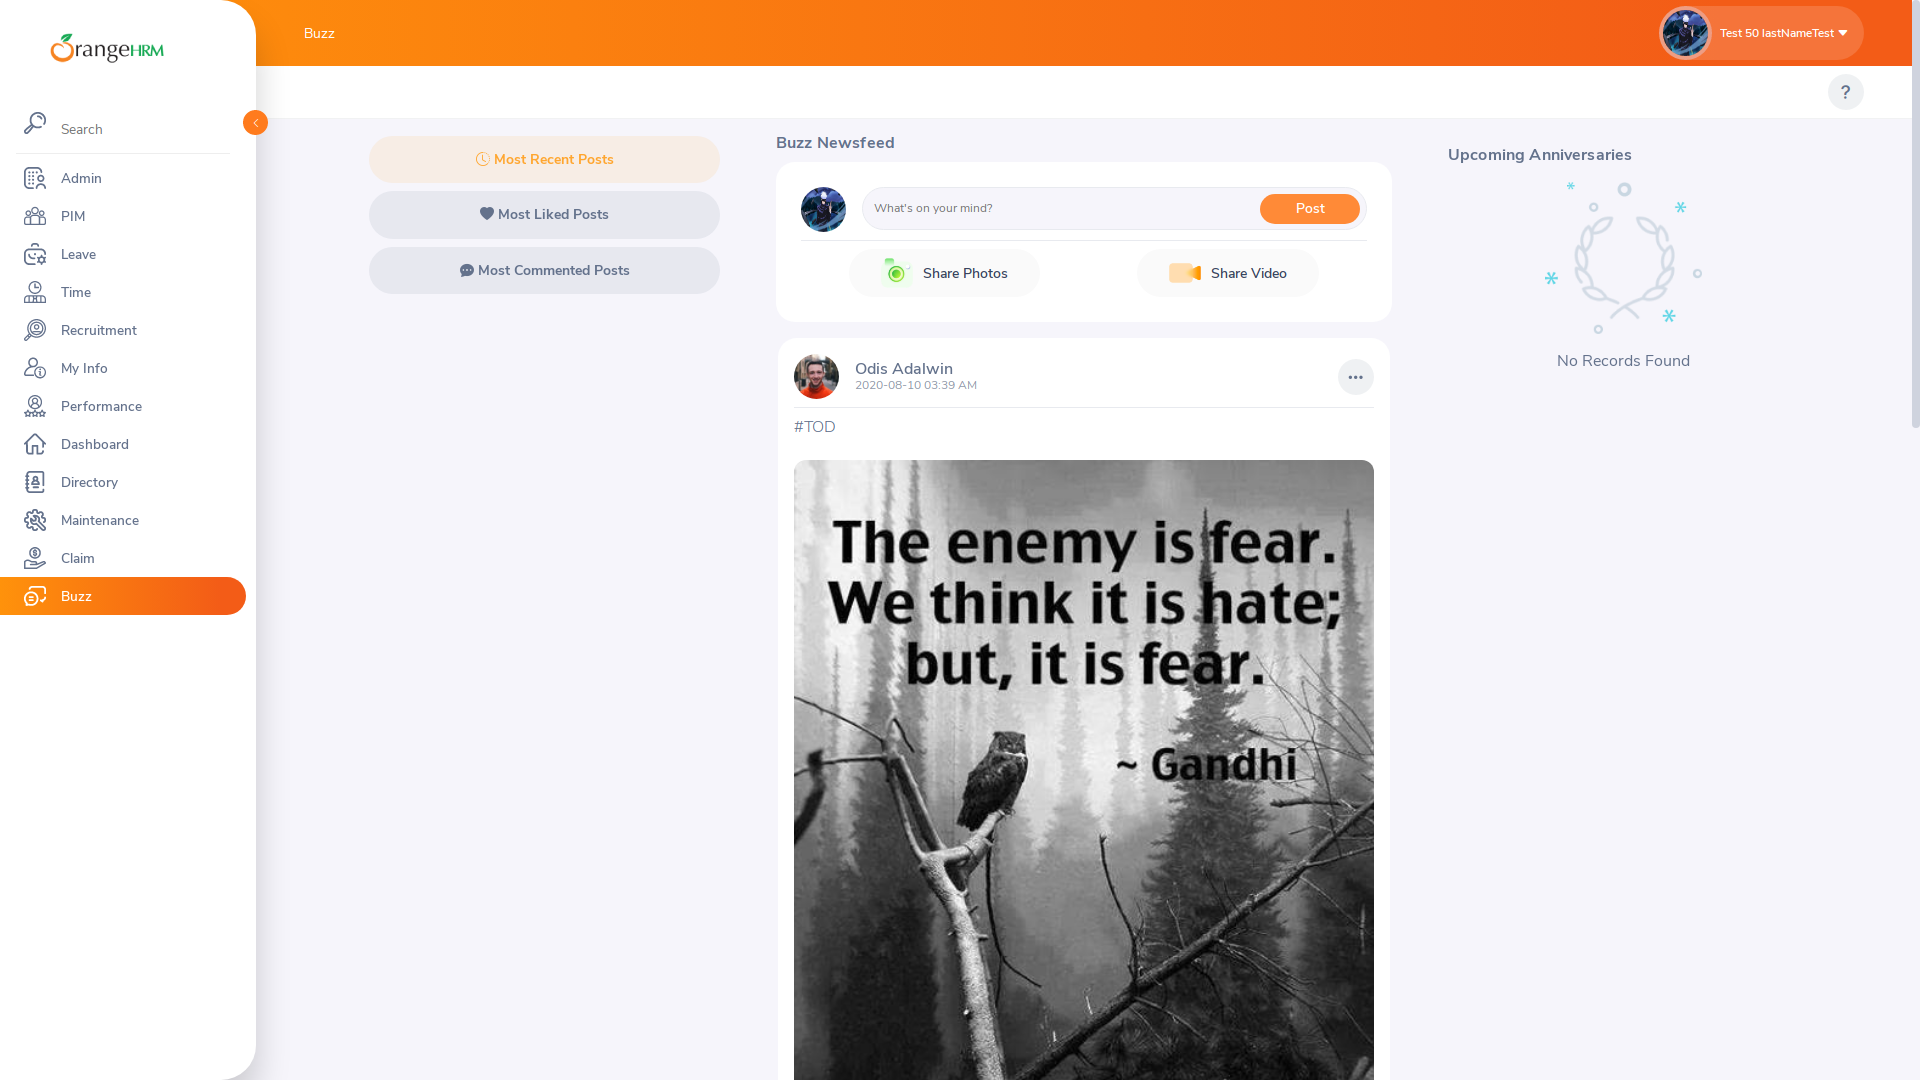 OrangeHRM
Search
Admin
PIM
Leave
Time
Recruitment
My Info
Performance
Dashboard
Directory
Maintenance
Claim
Buzz
Buzz
Test 50 lastNameTest
?
Most Recent Posts
Most Liked Posts
Most Commented Posts
Buzz Newsfeed
What's on your mind?
Post
Share Photos
Share Video
Odis Adalwin
2020-08-10 03:39 AM
#TOD
The enemy is fear.
We think it is hate;
but, it is fear.
~ Gandhi
Upcoming Anniversaries
No Records Found